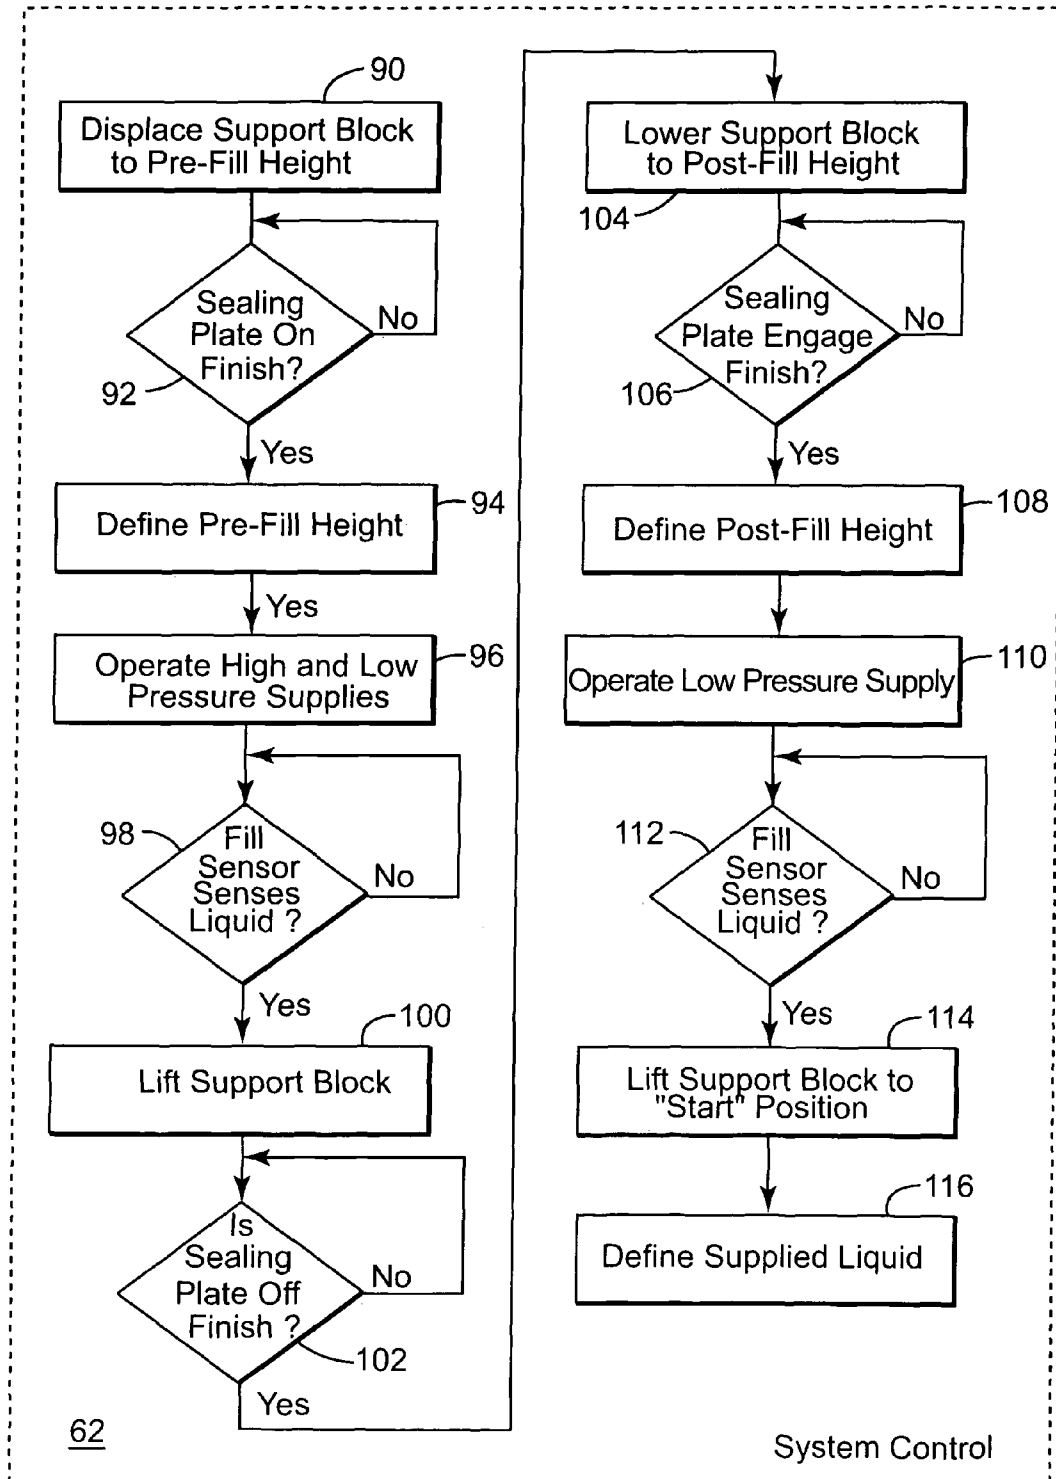 90
Displace Support Block
to Pre-Fill Height
Sealing
Plate On
Finish?
No
92
Yes
Define Pre-Fill Height
94
Yes
Operate High and Low
Pressure Supplies
96
98
Fill
Sensor
Senses
Liquid ?
No
Yes
100
Lift Support Block
Is
Sealing
Plate Off
Finish ?
No
102
Yes
Lower Support Block
to Post-Fill Height
104
Sealing
Plate Engage
Finish?
No
106
Yes
108
Define Post-Fill Height
110
Operate Low Pressure Supply
112
Fill
Sensor
Senses
Liquid ?
No
Yes
114
Lift Support Block to
"Start" Position
116
Define Supplied Liquid
62
System Control